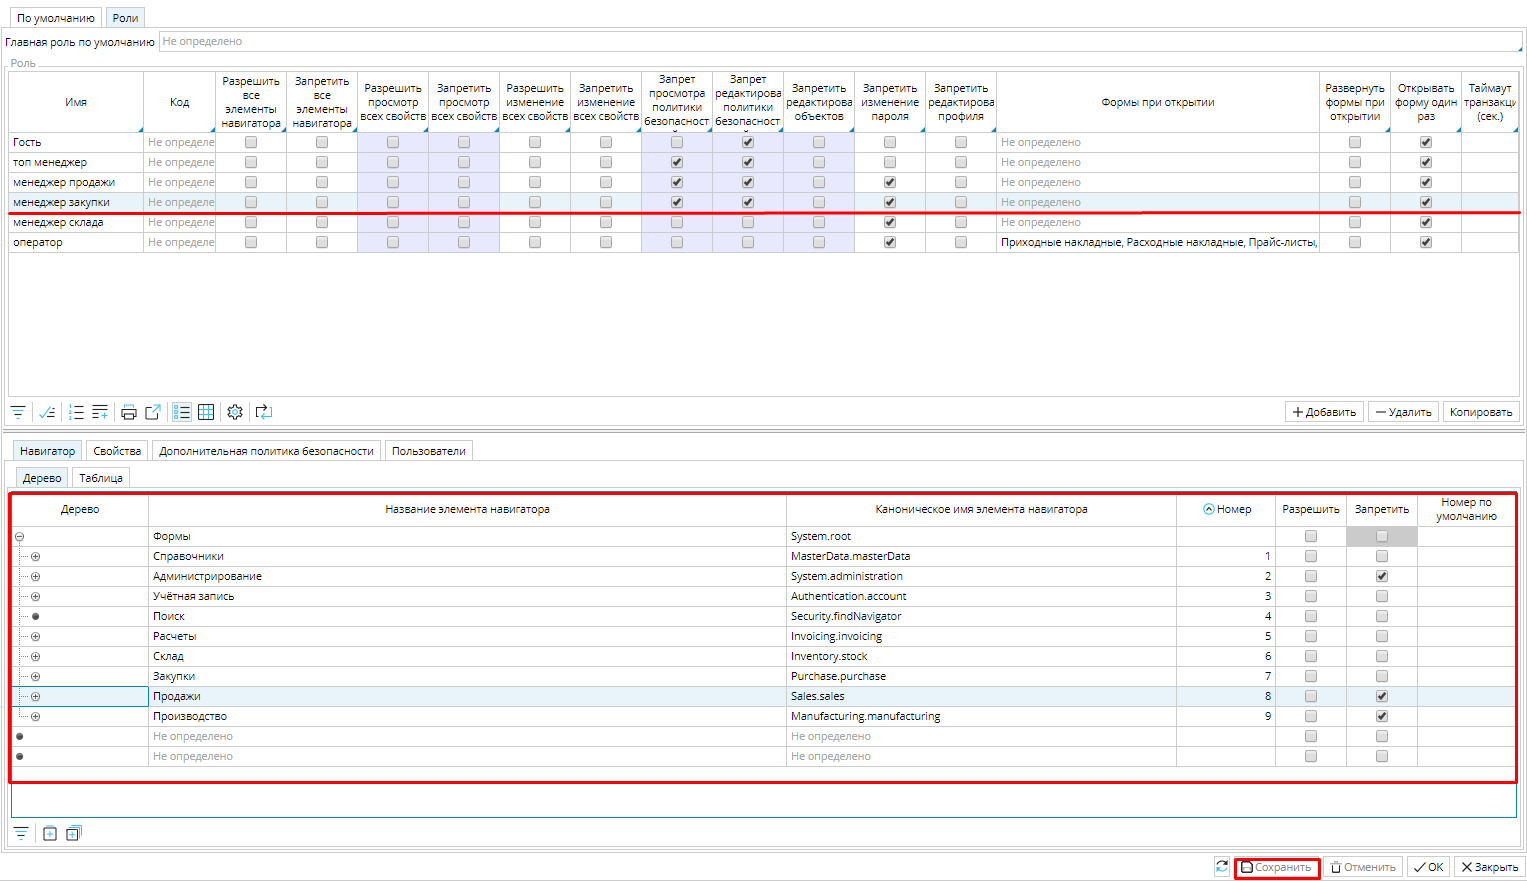 По умолчанию Роли
Главная роль по умолчанию Не определено
Роль
Имя Код Разрешить все элементы навигатора Запретить все элементы навигатора Разрешить просмотр всех свойств Запретить просмотр всех свойств Разрешить изменение всех свойств Запретить изменение всех свойств Запрет просмотра политики безопасност Запрет редактирова политики безопасност Запретить редактирова объектов Запретить изменение пароля Запретить редактирова профиля Формы при открытии Развернуть формы при открытии Открывать форму один раз Таймаут транзакци (сек.)
Гость Не определе Не определено
топ менеджер Не определе Не определено
менеджер продажи Не определе Не определено
менеджер закупки Не определе Не определено
менеджер склада Не определе Не определено
оператор Не определе Приходные накладные, Расходные накладные, Прайс-листы,
Добавить Удалить Копировать
Навигатор Свойства Дополнительная политика безопасности Пользователи
Дерево Таблица
Дерево Название элемента навигатора Каноническое имя элемента навигатора Номер Разрешить Запретить Номер по умолчанию
Формы System.root
Справочники MasterData.masterData 1
Администрирование System.administration 2
Учётная запись Authentication.account 3
Поиск Security.findNavigator 4
Расчеты Invoicing.invoicing 5
Склад Inventory.stock 6
Закупки Purchase.purchase 7
Продажи Sales.sales 8
Производство Manufacturing.manufacturing 9
Не определено Не определено
Не определено Не определено
Сохранить Отменить OK Закрыть